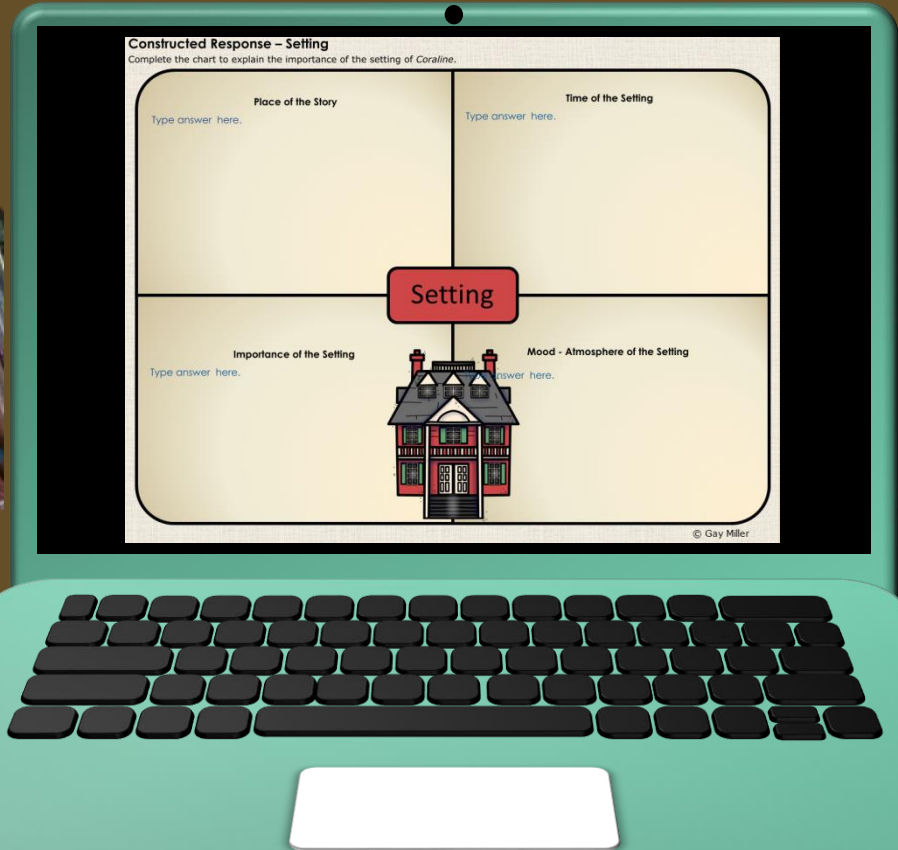 Constructed Response – Setting
Complete the chart to explain the importance of the setting of Coraline.
Place of the Story
Type answer here.
Time of the Setting
Type answer here.
Setting
Importance of the Setting
Type answer here.
Mood - Atmosphere of the Setting
answer here.
© Gay Miller